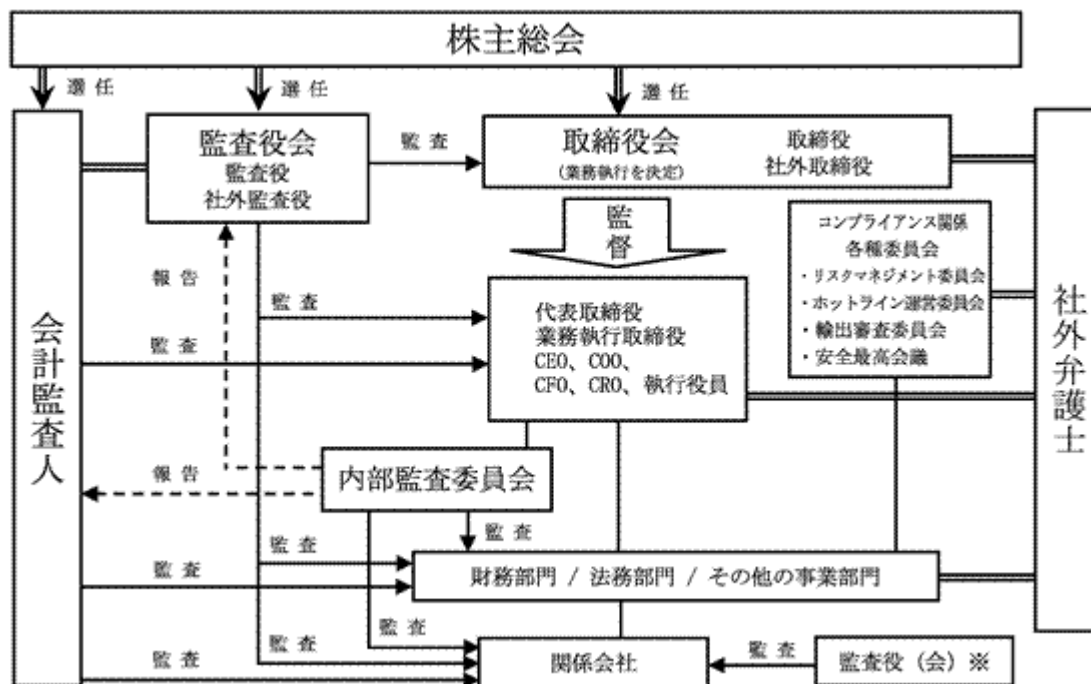 株主総会
選任
選任
選任
監査役会
監査役
社外監査役
監査
取締役会
(業務執行を決定)
取締役
社外取締役
監督
コンプライアンス関係
各種委員会
・リスクマネジメント委員会
・ホットライン運営委員会
・輸出審査委員会
・安全最高会議
報告
監査
代表取締役
業務執行取締役
CEO、COO、
CFO、CRO、執行役員
監査
会計監査人
社外弁護士
報告
内部監査委員会
監査
監査
監査
財務部門 / 法務部門 / その他の事業部門
監査
監査
監査
関係会社
監査
監査役（会）※